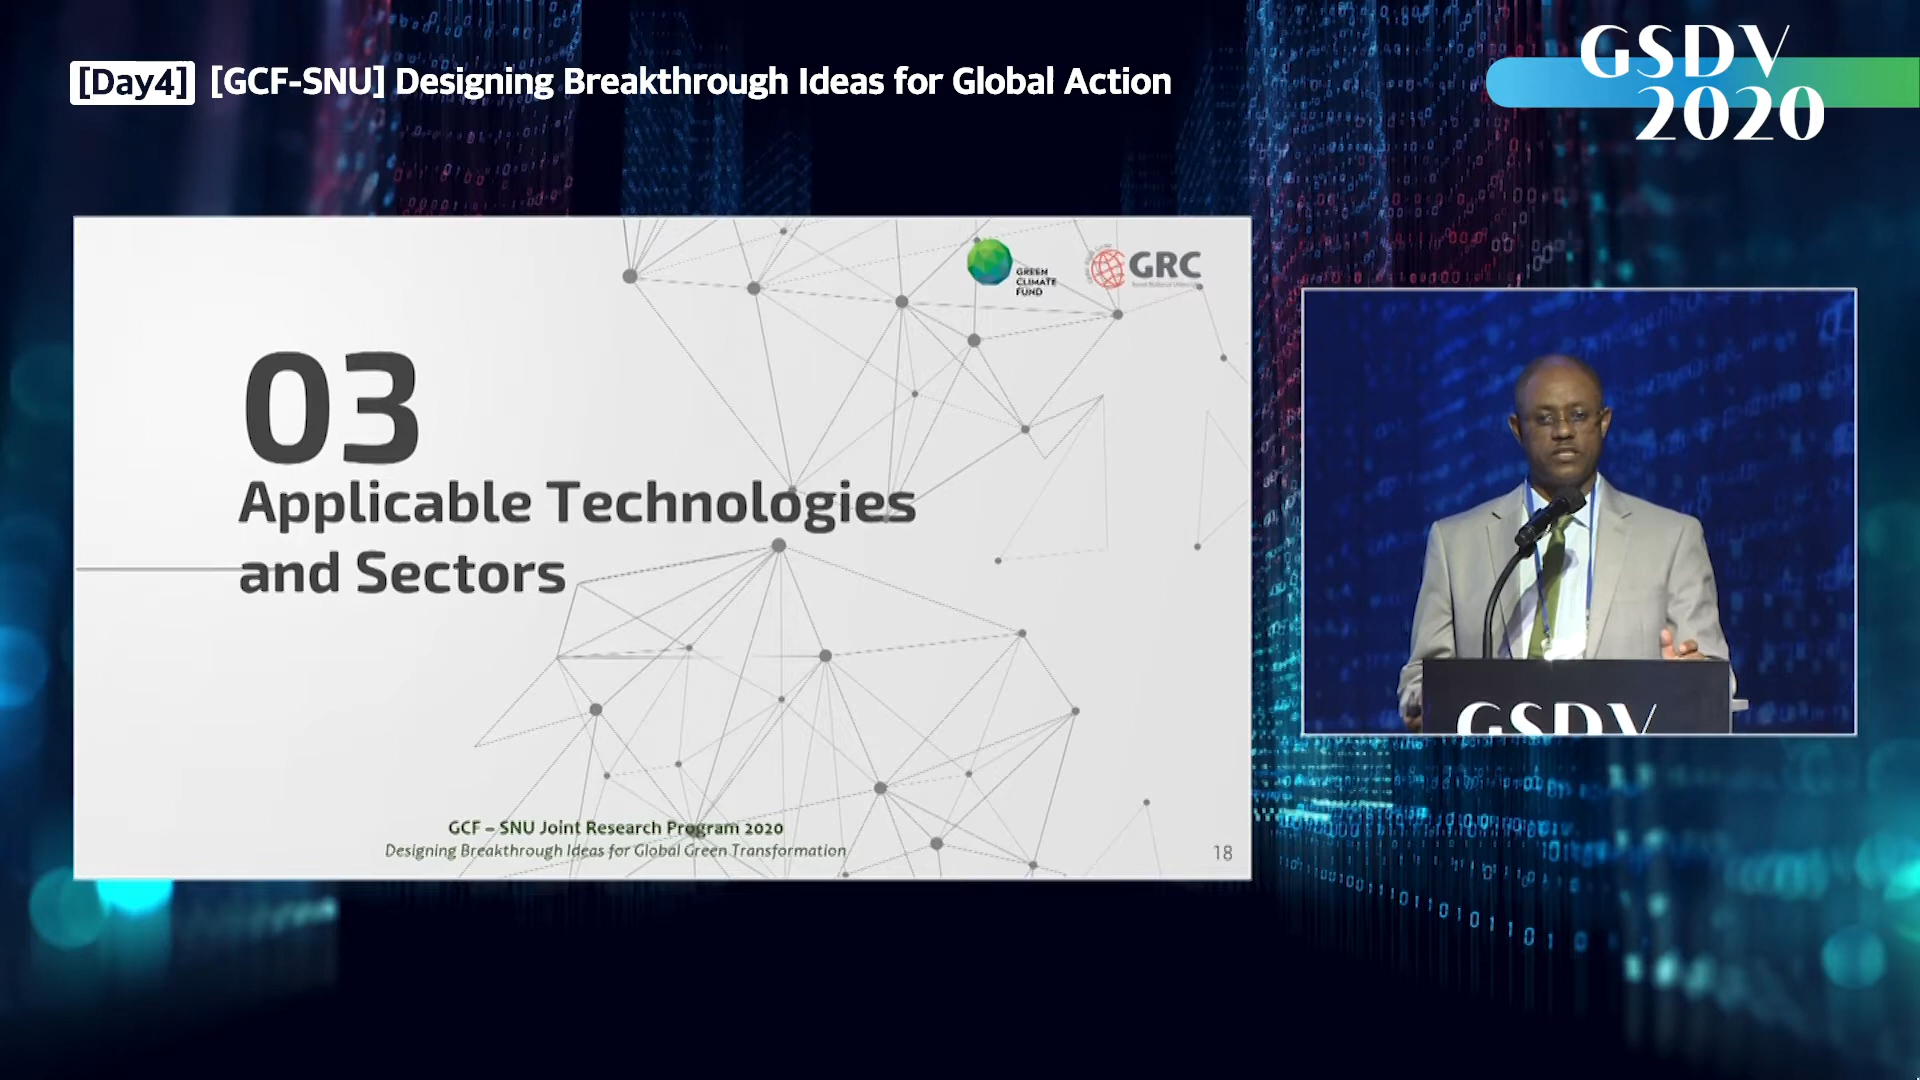 [Day4] [GCF-SNU] Designing Breakthrough Ideas for Global Action
GSDV
2020
GREEN
CLIMATE
FUND
GRC
03
Applicable Technologies
and Sectors
GCF – SNU Joint Research Program 2020
Designing Breakthrough Ideas for Global Green Transformation
18
GSDV